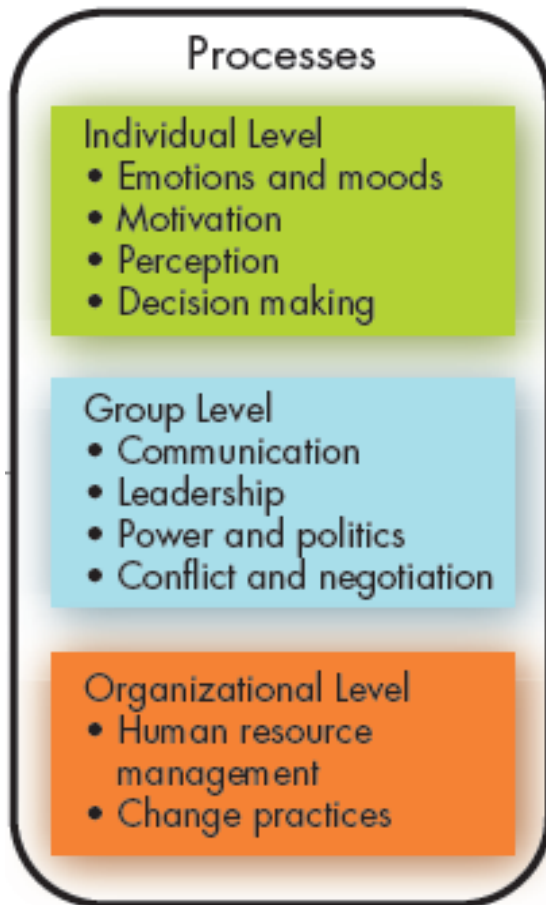 Processes
Individual Level
• Emotions and moods
• Motivation
• Perception
• Decision making
Group Level
• Communication
• Leadership
• Power and politics
• Conflict and negotiation
Organizational Level
• Human resource
management
• Change practices